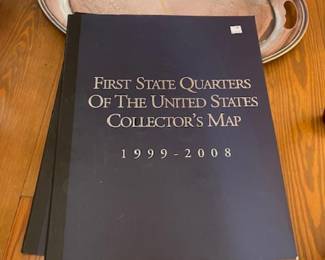 First State Quarters
Of The United States
Collector's Map
1999-2008